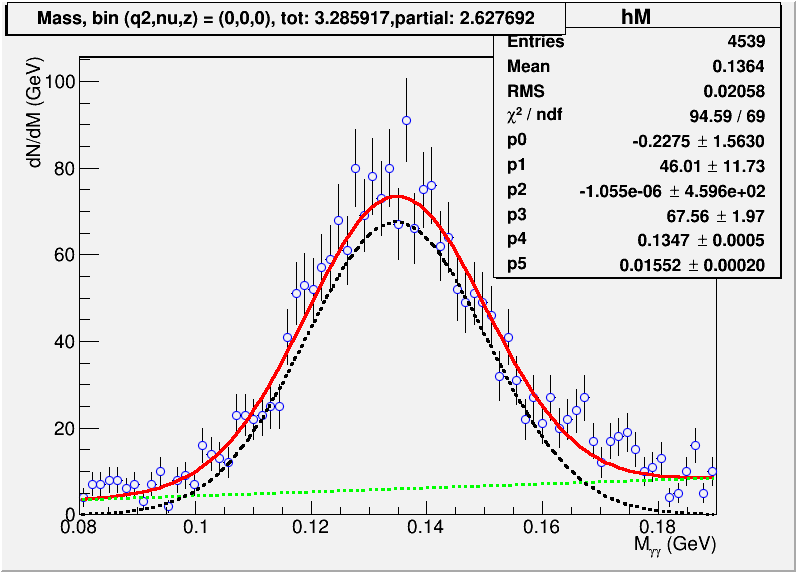 Mass, bin (q2,nu,z) = (0,0,0), tot: 3.285917,partial: 2.627692
hM
Entries 4539
Mean 0.1364
RMS 0.02058
χ² / ndf 94.59 / 69
p0 -0.2275 ± 1.5630
p1 46.01 ± 11.73
p2 -1.055e-06 ± 4.596e+02
p3 67.56 ± 1.97
p4 0.1347 ± 0.0005
p5 0.01552 ± 0.00020
dN/dM (GeV)
100
80
60
40
20
0
0.08 0.1 0.12 0.14 0.16 0.18
Mγγ (GeV)